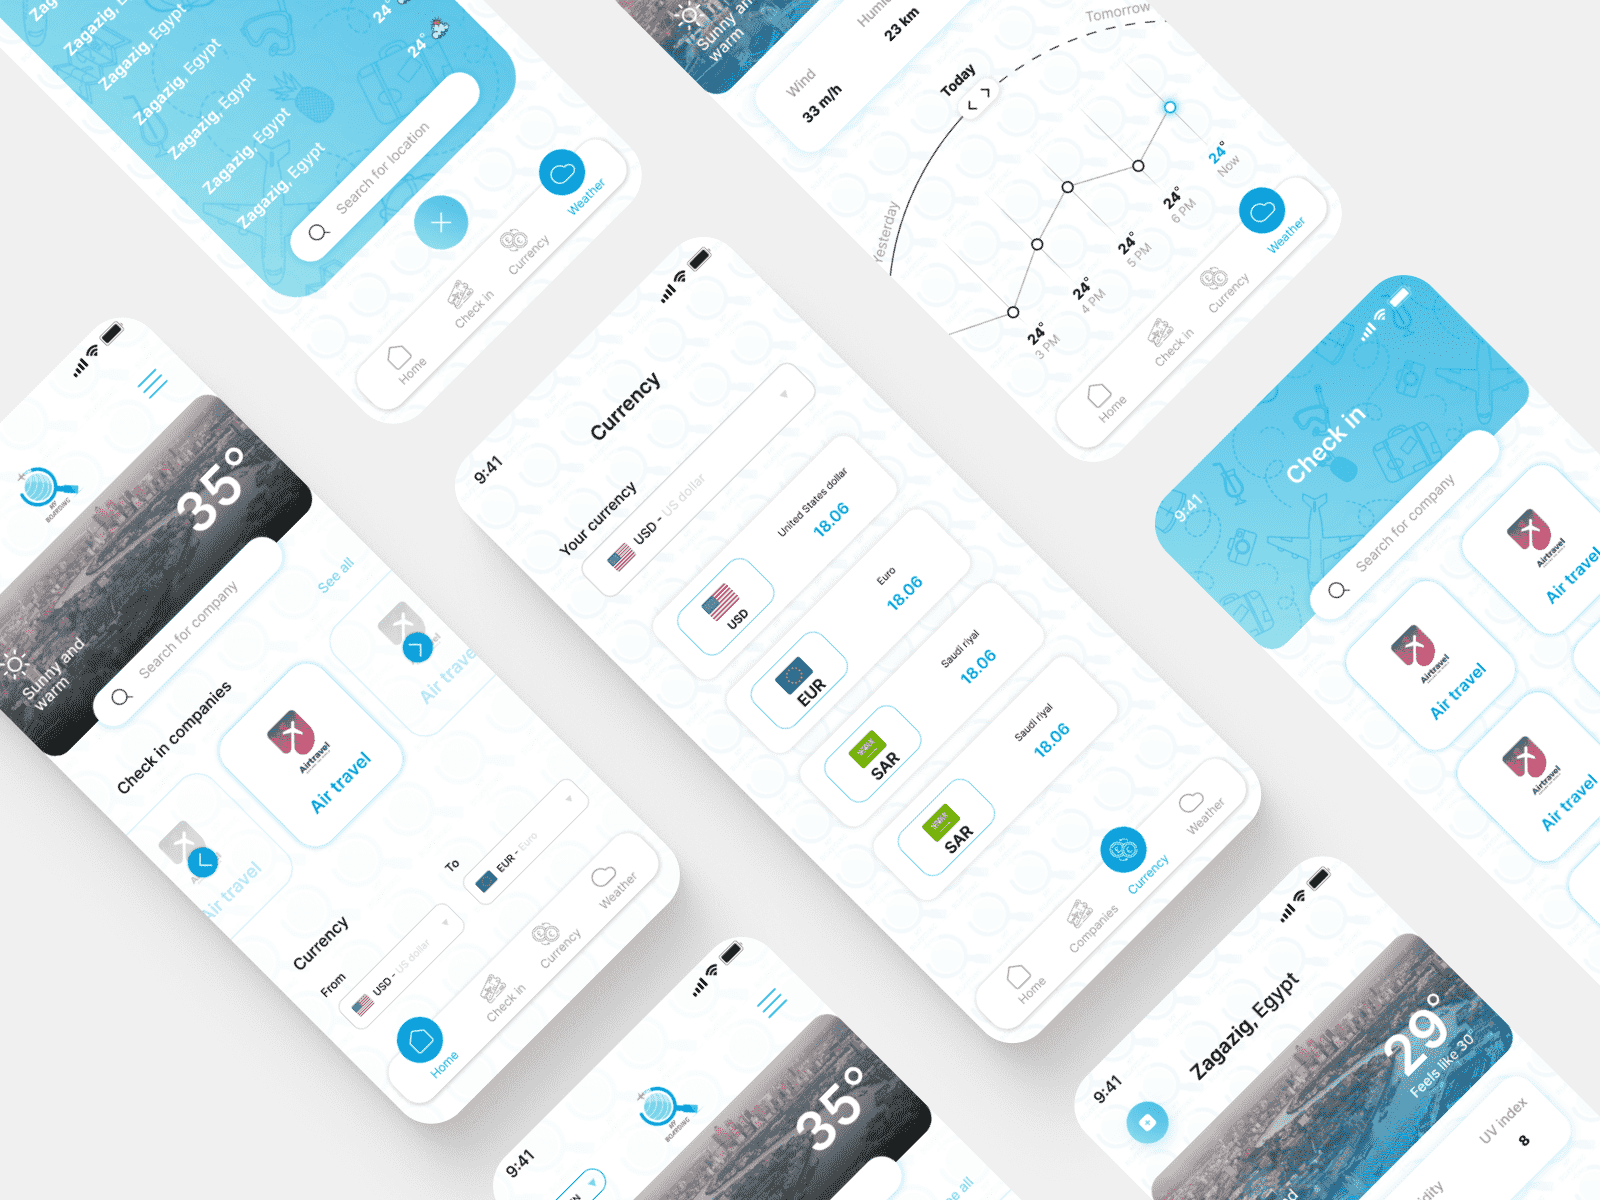 Zagazig, Egypt
24°
Zagazig, Egypt
24°
Zagazig, Egypt
Zagazig, Egypt
Zagazig, Egypt
Zagazig, Egypt
Search for location
Home
Check in
Currency
Weather
Sunny and
warm
Wind
33 m/h
23 km
Yesterday
Today
Tomorrow
24°
3 PM
24°
4 PM
24°
5 PM
24°
6 PM
24°
Now
Home
Check in
Currency
Weather
MY
BOARDING
35°
Sunny and
warm
Search for company
Check in companies
See all
Air travel
Airtravel
Air travel
Air travel
Currency
From
USD - US dollar
To
EUR - Euro
Home
Check in
Currency
Weather
9:41
Currency
Your currency
USD - US dollar
USD
United States dollar
18.06
EUR
Euro
18.06
SAR
Saudi riyal
18.06
SAR
Saudi riyal
18.06
Home
Companies
Currency
Weather
9:41
Check in
Search for company
Airtravel
Air travel
Airtravel
Air travel
Airtravel
Air travel
9:41
MY
BOARDING
35°
See all
9:41
Zagazig, Egypt
29°
Feels like 30°
UV index
8